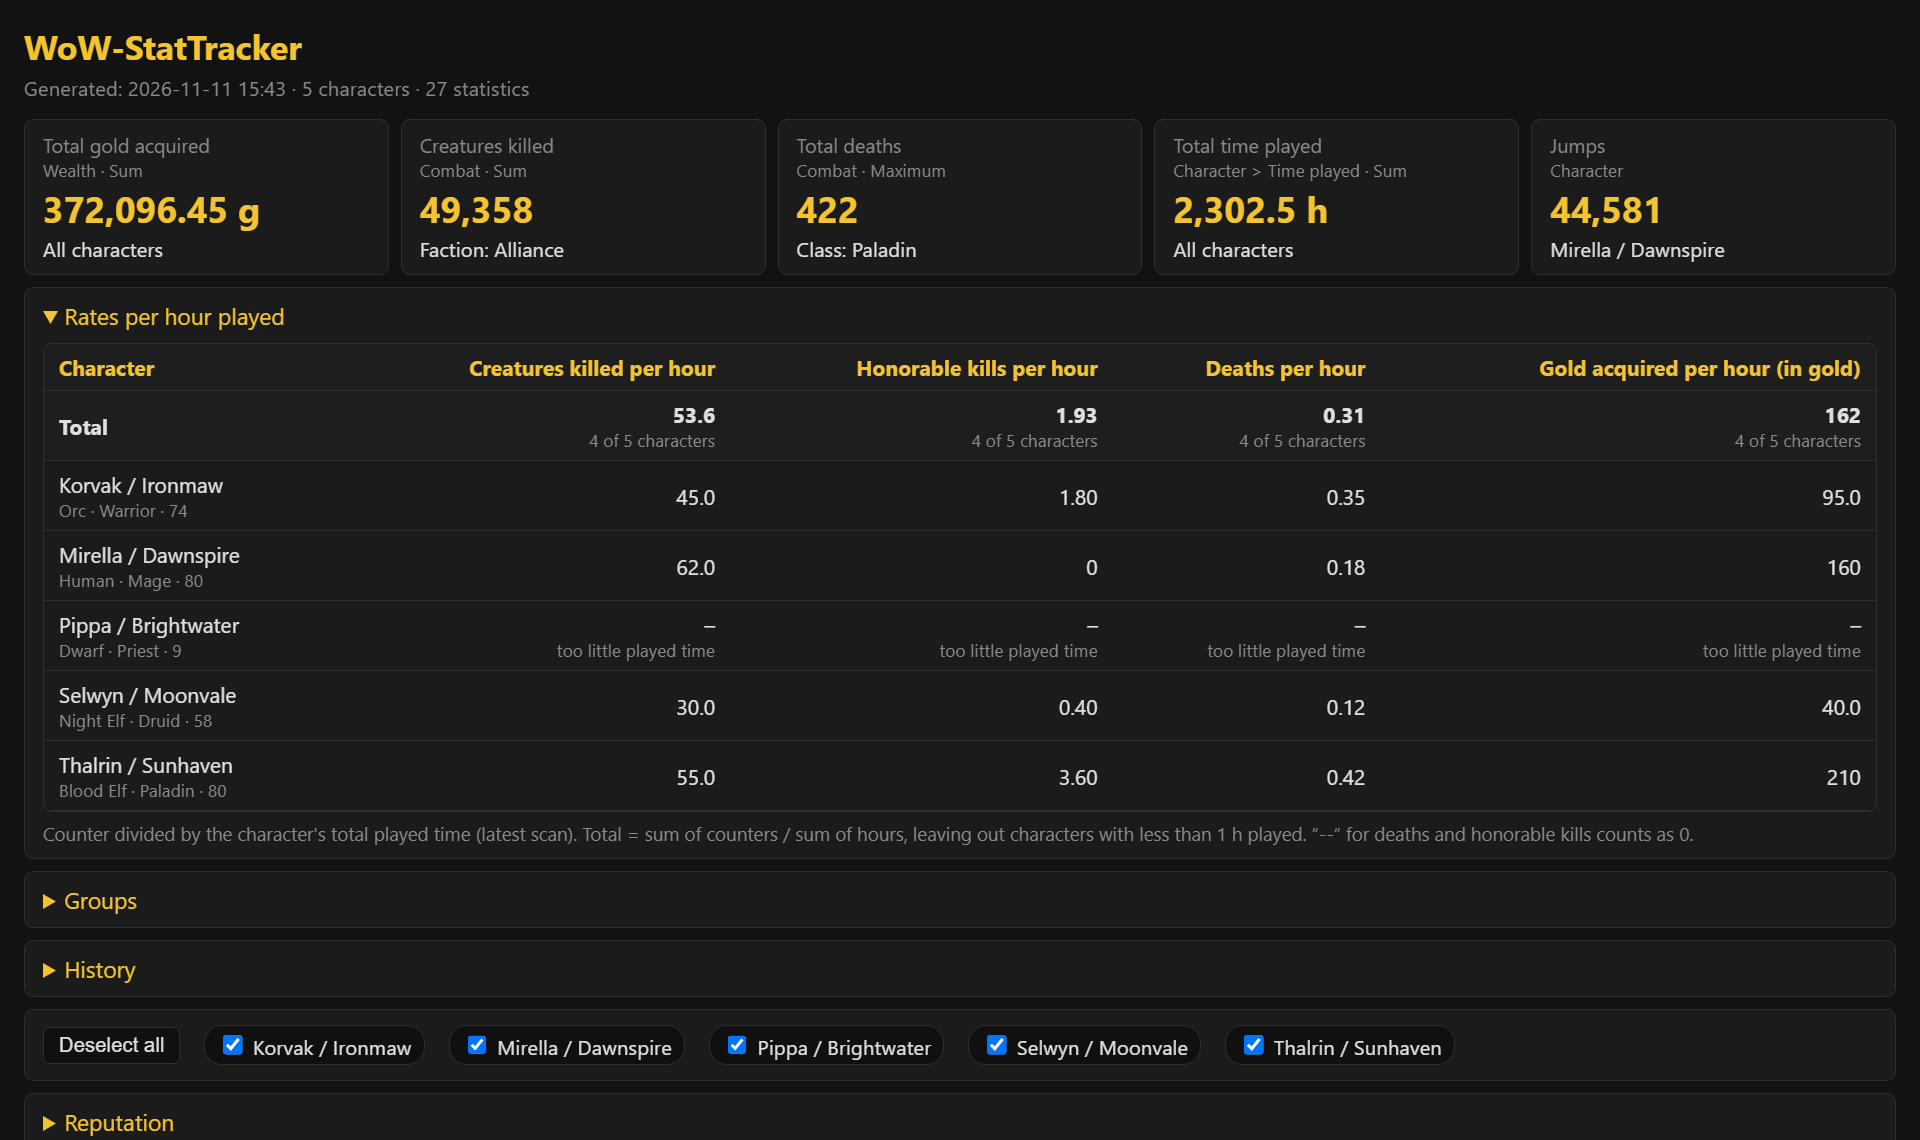 WoW-StatTracker
Generated: 2026-11-11 15:43 · 5 characters · 27 statistics
Total gold acquired
Wealth · Sum
372,096.45 g
All characters
Creatures killed
Combat · Sum
49,358
Faction: Alliance
Total deaths
Combat · Maximum
422
Class: Paladin
Total time played
Character > Time played · Sum
2,302.5 h
All characters
Jumps
Character
44,581
Mirella / Dawnspire
▼ Rates per hour played
Character Creatures killed per hour Honorable kills per hour Deaths per hour Gold acquired per hour (in gold)
Total 53.6 1.93 0.31 162
4 of 5 characters 4 of 5 characters 4 of 5 characters 4 of 5 characters
Korvak / Ironmaw 45.0 1.80 0.35 95.0
Orc · Warrior · 74
Mirella / Dawnspire 62.0 0 0.18 160
Human · Mage · 80
Pippa / Brightwater – – – –
Dwarf · Priest · 9 too little played time too little played time too little played time too little played time
Selwyn / Moonvale 30.0 0.40 0.12 40.0
Night Elf · Druid · 58
Thalrin / Sunhaven 55.0 3.60 0.42 210
Blood Elf · Paladin · 80
Counter divided by the character's total played time (latest scan). Total = sum of counters / sum of hours, leaving out characters with less than 1 h played. “--” for deaths and honorable kills counts as 0.
▶ Groups
▶ History
Deselect all Korvak / Ironmaw Mirella / Dawnspire Pippa / Brightwater Selwyn / Moonvale Thalrin / Sunhaven
▶ Reputation